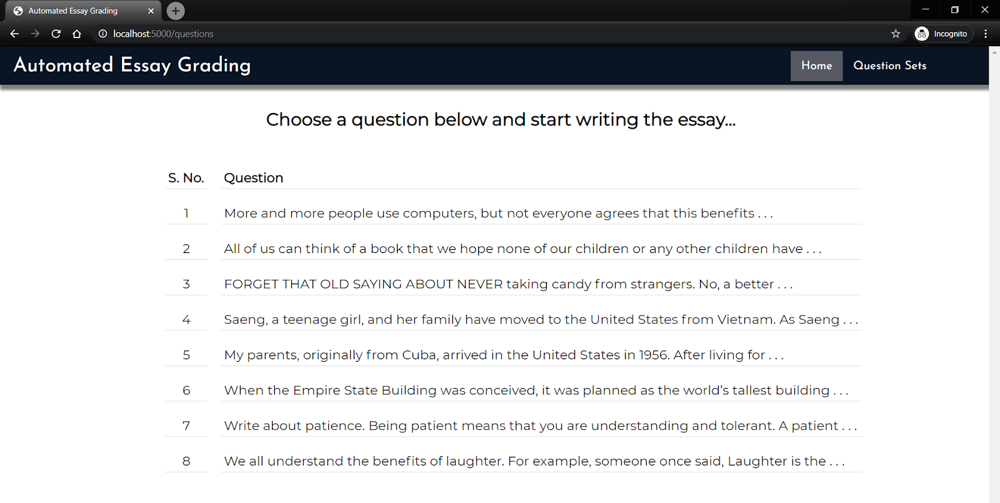 Automated Essay Grading
localhost:5000/questions
Incognito
Automated Essay Grading
Home
Question Sets
Choose a question below and start writing the essay...
S. No. Question
1 More and more people use computers, but not everyone agrees that this benefits . . .
2 All of us can think of a book that we hope none of our children or any other children have . . .
3 FORGET THAT OLD SAYING ABOUT NEVER taking candy from strangers. No, a better . . .
4 Saeng, a teenage girl, and her family have moved to the United States from Vietnam. As Saeng . . .
5 My parents, originally from Cuba, arrived in the United States in 1956. After living for . . .
6 When the Empire State Building was conceived, it was planned as the world’s tallest building . . .
7 Write about patience. Being patient means that you are understanding and tolerant. A patient . . .
8 We all understand the benefits of laughter. For example, someone once said, Laughter is the . . .